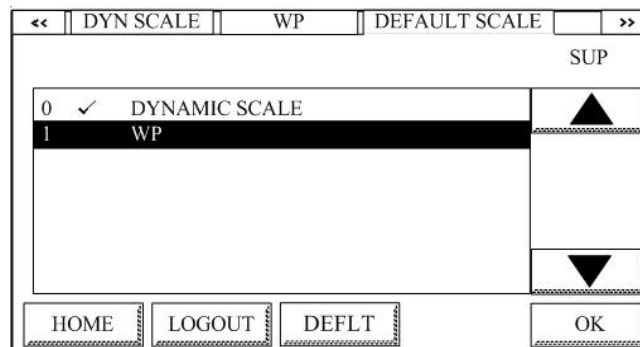 << DYN SCALE WP DEFAULT SCALE >>
SUP
0 ✓ DYNAMIC SCALE
1 WP
HOME LOGOUT DEFLT OK